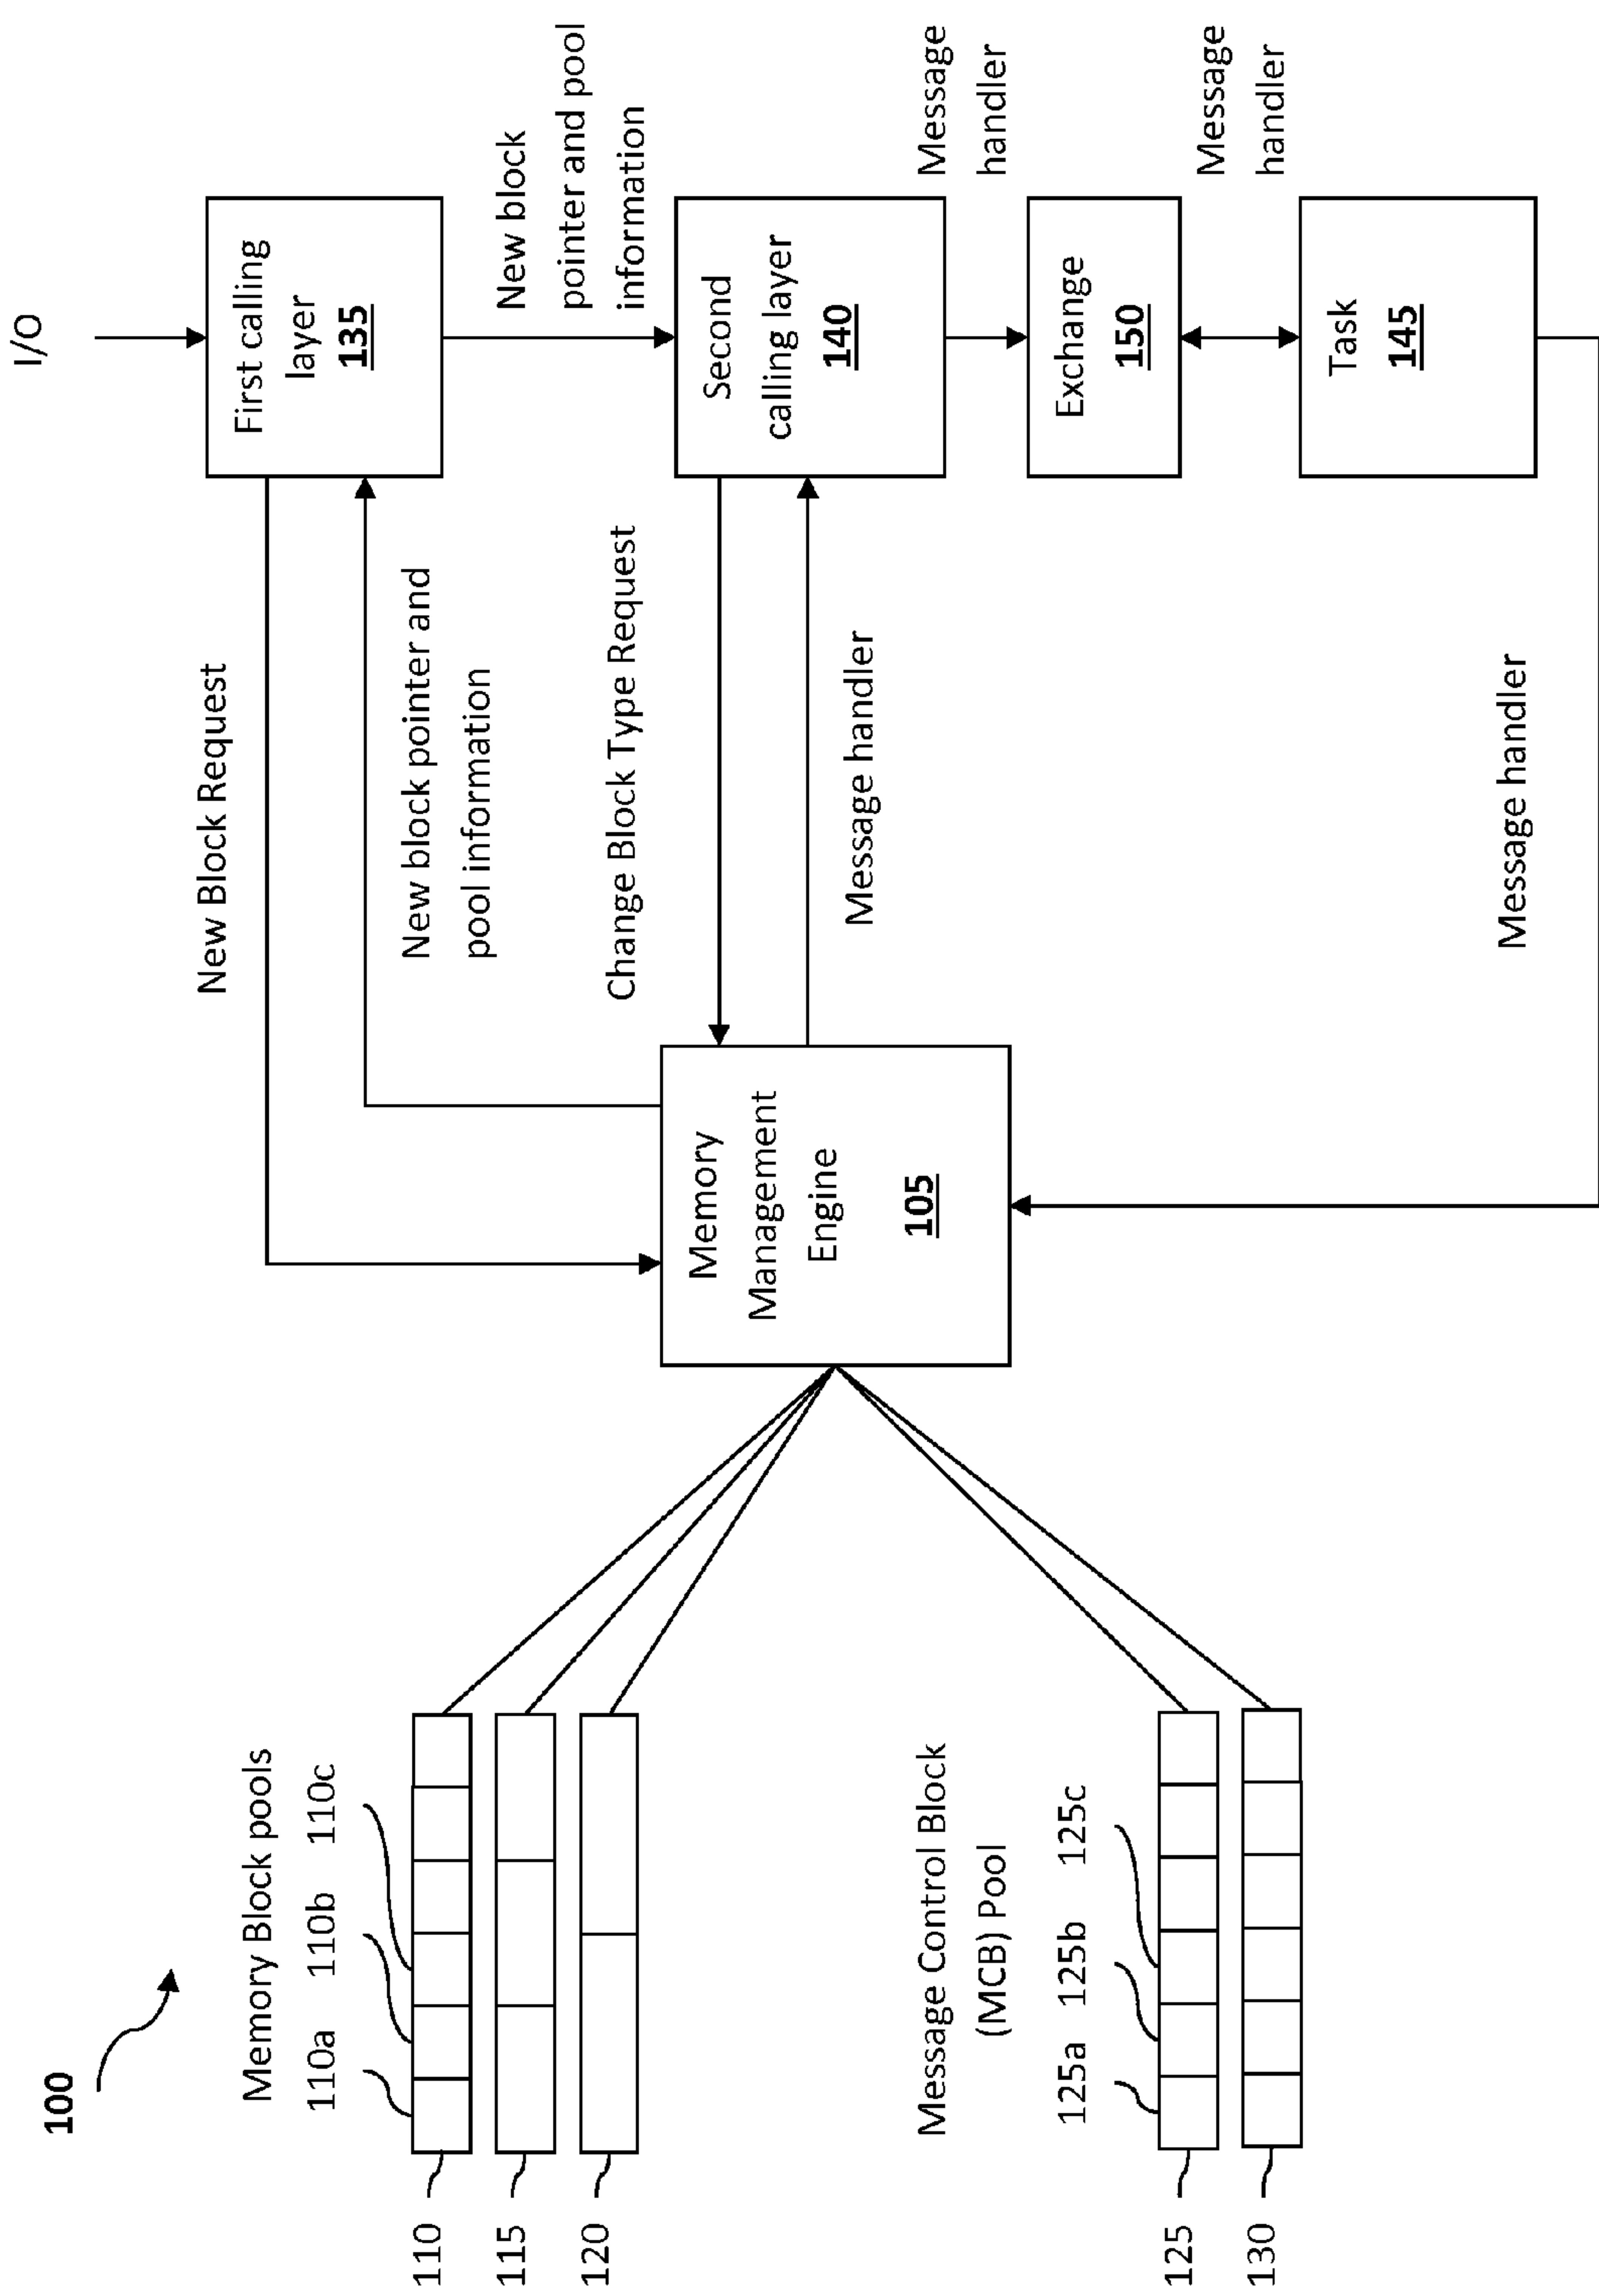 100
Memory Block pools
110a
110b
110c
110
115
120
Message Control Block
(MCB) Pool
125a
125b
125c
125
130
Memory
Management
Engine
105
New Block Request
New block pointer and
pool information
Change Block Type Request
Message handler
Message handler
I/O
First calling
layer
135
New block
pointer and pool
information
Second
calling layer
140
Message
handler
Exchange
150
Message
handler
Task
145